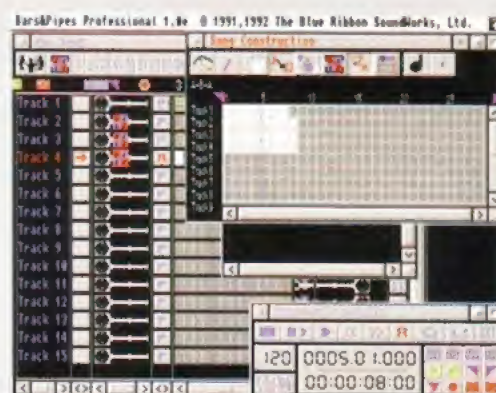 Bars&Pipes Professional 1.0e © 1991,1992 The Blue Ribbon SoundWorks, Ltd.
Song Construction
A-B-A
Track 1
Track 2
Track 3
Track 4
Track 5
Track 6
Track 7
Track 8
Track 9
Track 10
Track 11
Track 12
Track 13
Track 14
Track 15
120 0005.01.000
00:00:08:00